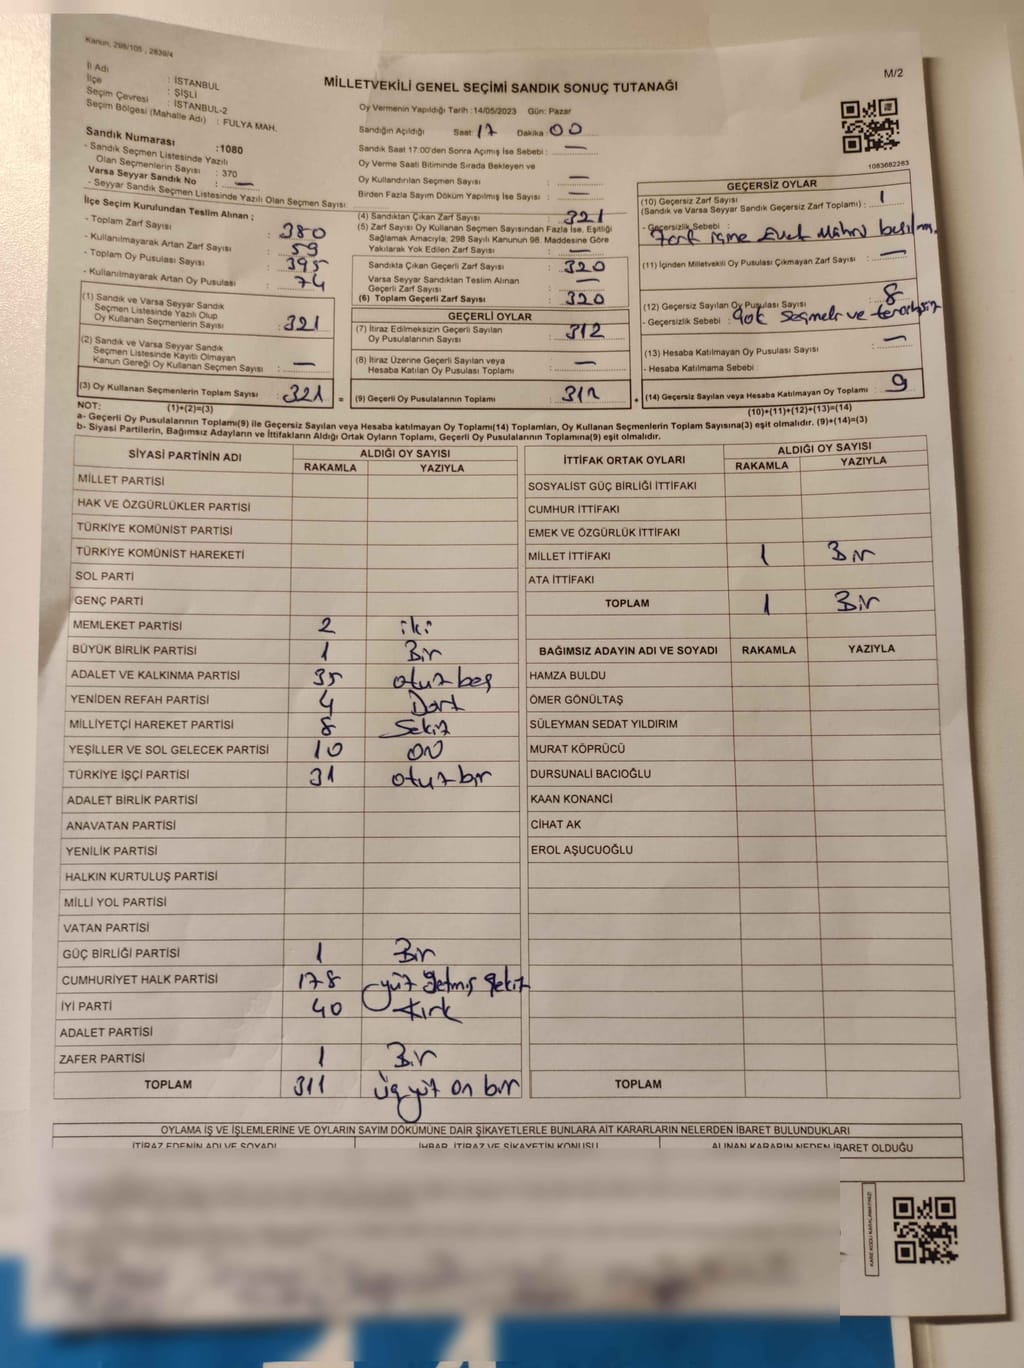 Kanun, 298/105 , 2839/4
M/2
İl Adı : İSTANBUL
İlçe : ŞİŞLİ
Seçim Çevresi : İSTANBUL-2
Seçim Bölgesi (Mahalle Adı) : FULYA MAH.
MİLLETVEKİLİ GENEL SEÇİMİ SANDIK SONUÇ TUTANAĞI
Oy Vermenin Yapıldığı Tarih :14/05/2023 Gün: Pazar
Sandığın Açıldığı Saat: 17 Dakika: 00
Sandık Saat 17:00'den Sonra Açımış İse Sebebi : —
Oy Verme Saati Bitiminde Sırada Bekleyen ve
Oy Kullandırılan Seçmen Sayısı : —
Birden Fazla Sayım Döküm Yapılmış İse Sayısı : —
1083682263
Sandık Numarası :1080
- Sandık Seçmen Listesinde Yazılı
Olan Seçmenlerin Sayısı : 370
Varsa Seyyar Sandık No : —
- Seyyar Sandık Seçmen Listesinde Yazılı Olan Seçmen Sayısı :
İlçe Seçim Kurulundan Teslim Alınan ;
- Toplam Zarf Sayısı : 380
- Kullanılmayarak Artan Zarf Sayısı : 59
- Toplam Oy Pusulası Sayısı : 395
- Kullanılmayarak Artan Oy Pusulası : 74
(1) Sandık ve Varsa Seyyar Sandık
Seçmen Listesinde Yazılı Olup
Oy Kullanan Seçmenlerin Sayısı : 321
(2) Sandık ve Varsa Seyyar Sandık
Seçmen Listesinde Kayıtlı Olmayan
Kanun Gereği Oy Kullanan Seçmen Sayısı : —
(3) Oy Kullanan Seçmenlerin Toplam Sayısı : 321
(4) Sandıktan Çıkan Zarf Sayısı : 321
(5) Zarf Sayısı Oy Kullanan Seçmen Sayısından Fazla İse, Eşitliği
Sağlamak Amacıyla, 298 Sayılı Kanunun 98. Maddesine Göre
Yakılarak Yok Edilen Zarf Sayısı : —
Sandıkta Çıkan Geçerli Zarf Sayısı : 320
Varsa Seyyar Sandıktan Teslim Alınan
Geçerli Zarf Sayısı : —
(6) Toplam Geçerli Zarf Sayısı : 320
GEÇERLİ OYLAR
(7) İtiraz Edilmeksizin Geçerli Sayılan
Oy Pusulalarının Sayısı : 312
(8) İtiraz Üzerine Geçerli Sayılan veya
Hesaba Katılan Oy Pusulası Toplamı : —
= (9) Geçerli Oy Pusulalarının Toplamı : 312 +
GEÇERSİZ OYLAR
(10) Geçersiz Zarf Sayısı
(Sandık ve Varsa Seyyar Sandık Geçersiz Zarf Toplamı) : 1
- Geçersizlik Sebebi :
Zarf içine Evet Mührü basılmış
(11) İçinden Milletvekili Oy Pusulası Çıkmayan Zarf Sayısı : —
(12) Geçersiz Sayılan Oy Pusulası Sayısı : 8
- Geçersizlik Sebebi : çok seçmeli ve
(13) Hesaba Katılmayan Oy Pusulası Sayısı : —
- Hesaba Katılmama Sebebi :
(14) Geçersiz Sayılan veya Hesaba Katılmayan Oy Toplamı : 9
NOT: (1)+(2)=(3) (10)+(11)+(12)+(13)=(14)
a- Geçerli Oy Pusulaların Toplamı(9) ile Geçersiz Sayılan veya Hesaba katılmayan Oy Toplamı(14) Toplamları, Oy Kullanan Seçmenlerin Toplam Sayısına(3) eşit olmalıdır. (9)+(14)=(3)
b- Siyasi Partilerin, Bağımsız Adayların ve İttifakların Aldığı Ortak Oyların Toplamı, Geçerli Oy Pusulalarının Toplamına(9) eşit olmalıdır.
SİYASİ PARTİNİN ADI ALDIĞI OY SAYISI
RAKAMLA YAZIYLA
MİLLET PARTİSİ
HAK VE ÖZGÜRLÜKLER PARTİSİ
TÜRKİYE KOMÜNİST PARTİSİ
TÜRKİYE KOMÜNİST HAREKETİ
SOL PARTİ
GENÇ PARTİ
MEMLEKET PARTİSİ 2 iki
BÜYÜK BİRLİK PARTİSİ 1 Bir
ADALET VE KALKINMA PARTİSİ 35 otuz beş
YENİDEN REFAH PARTİSİ 4 Dört
MİLLİYETÇİ HAREKET PARTİSİ 8 Sekiz
YEŞİLLER VE SOL GELECEK PARTİSİ 10 ON
TÜRKİYE İŞÇİ PARTİSİ 31 otuz bir
ADALET BİRLİK PARTİSİ
ANAVATAN PARTİSİ
YENİLİK PARTİSİ
HALKIN KURTULUŞ PARTİSİ
MİLLİ YOL PARTİSİ
VATAN PARTİSİ
GÜÇ BİRLİĞİ PARTİSİ 1 Bir
CUMHURİYET HALK PARTİSİ 178 yüz yetmiş sekiz
İYİ PARTİ 40 Kırk
ADALET PARTİSİ
ZAFER PARTİSİ 1 Bir
TOPLAM 311 üç yüz on bir
İTTİFAK ORTAK OYLARI ALDIĞI OY SAYISI
RAKAMLA YAZIYLA
SOSYALİST GÜÇ BİRLİĞİ İTTİFAKI
CUMHUR İTTİFAKI
EMEK VE ÖZGÜRLÜK İTTİFAKI
MİLLET İTTİFAKI 1 Bir
ATA İTTİFAKI
TOPLAM 1 Bir
BAĞIMSIZ ADAYIN ADI VE SOYADI RAKAMLA YAZIYLA
HAMZA BULDU
ÖMER GÖNÜLTAŞ
SÜLEYMAN SEDAT YILDIRIM
MURAT KÖPRÜCÜ
DURSUNALİ BACIOĞLU
KAAN KONANCİ
CİHAT AK
EROL AŞUCUOĞLU
TOPLAM
OYLAMA İŞ VE İŞLEMLERİNE VE OYLARIN SAYIM DÖKÜMÜNE DAİR ŞİKAYETLERLE BUNLARA AİT KARARLARIN NELERDEN İBARET BULUNDUKLARI
İTİRAZ EDENİN ADI VE SOYADI İHBAR, İTİRAZ VE ŞİKAYETİN KONUSU ALINAN KARARIN NEDEN İBARET OLDUĞU